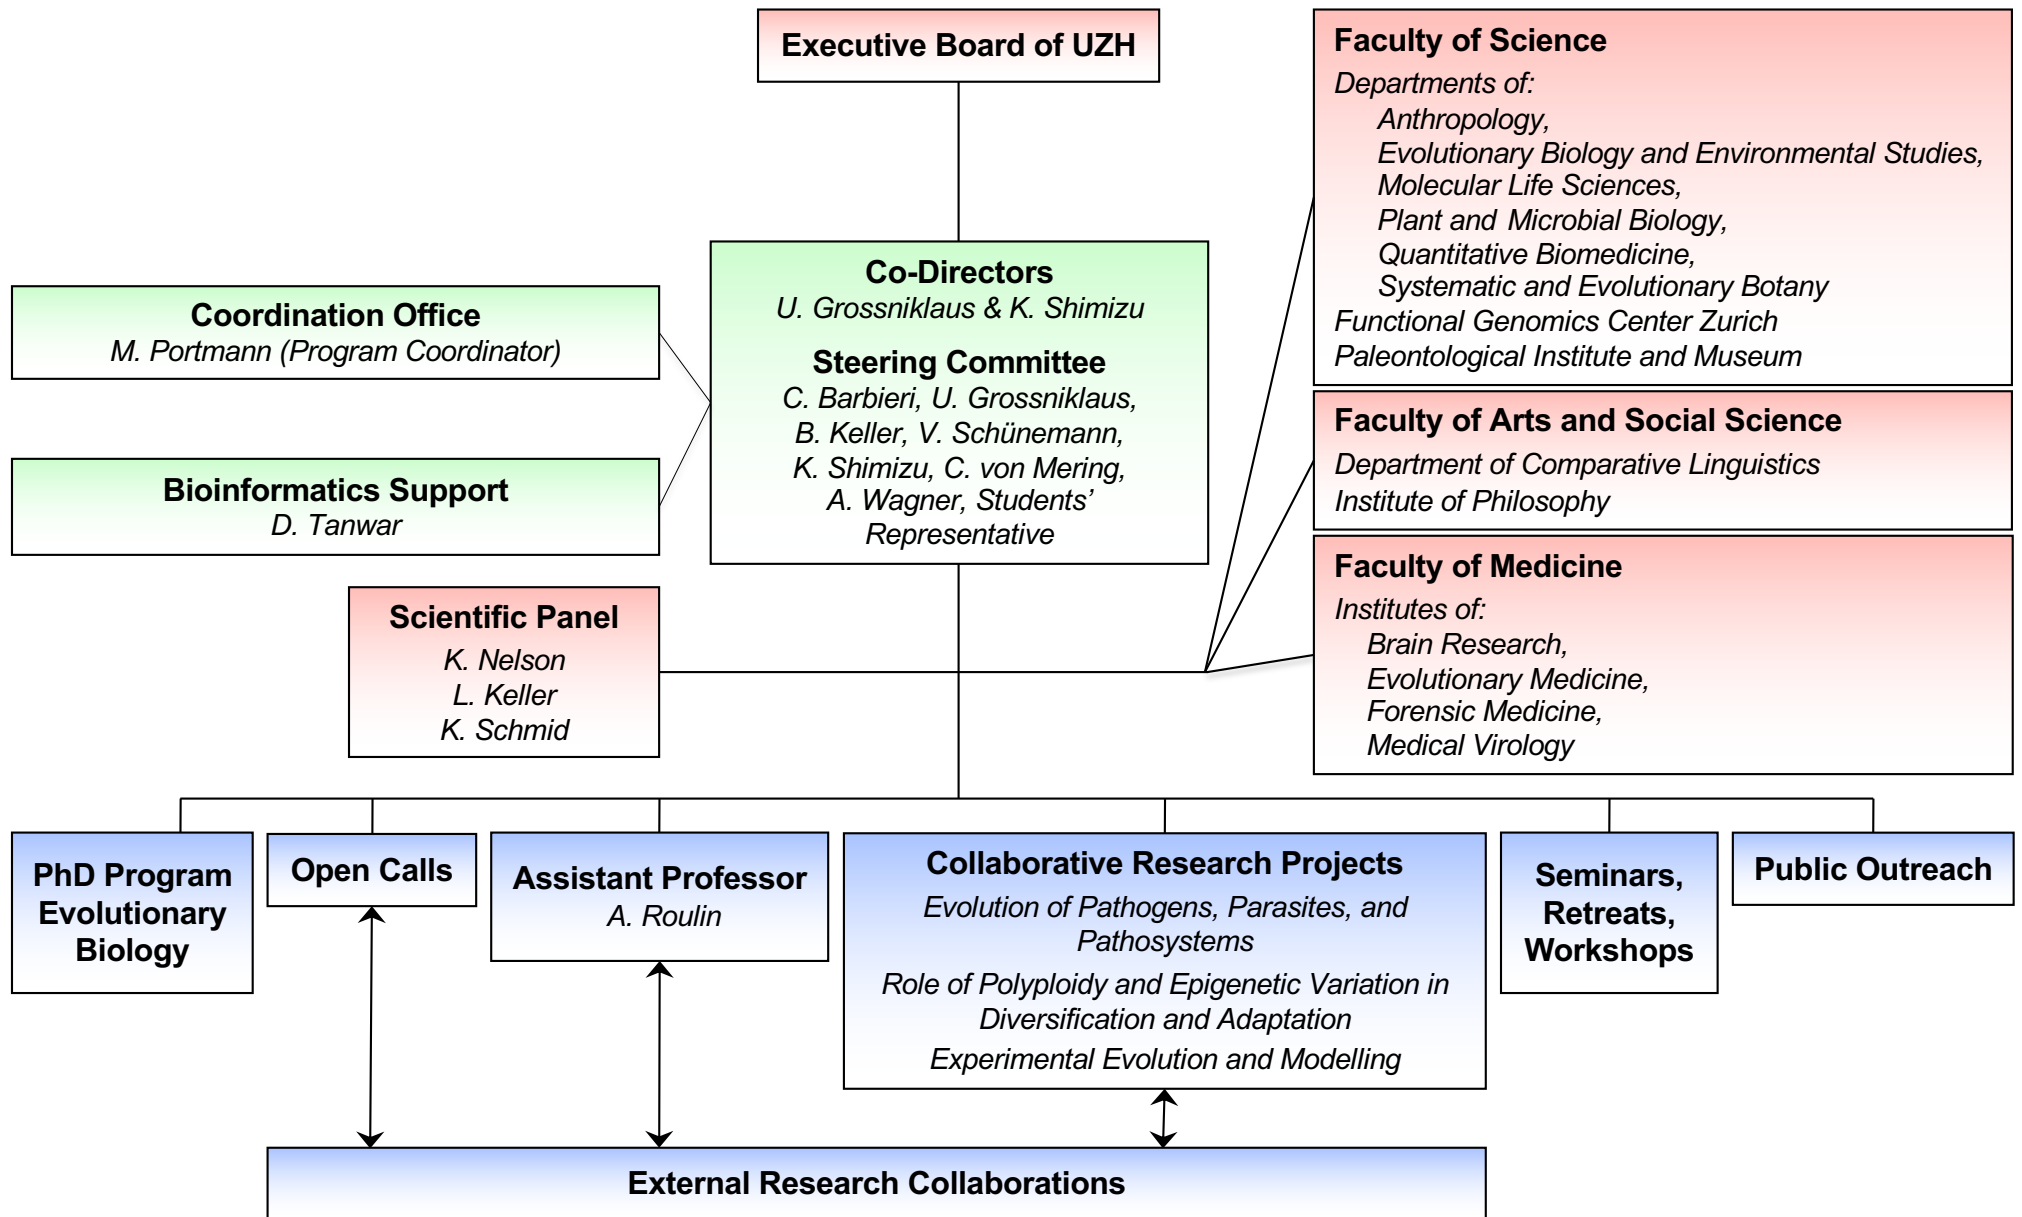 Executive Board of UZH
Faculty of Science
Departments of:
Anthropology,
Evolutionary Biology and Environmental Studies,
Molecular Life Sciences,
Plant and Microbial Biology,
Quantitative Biomedicine,
Systematic and Evolutionary Botany
Functional Genomics Center Zurich
Paleontological Institute and Museum
Co-Directors
U. Grossniklaus & K. Shimizu
Steering Committee
C. Barbieri, U. Grossniklaus,
B. Keller, V. Schünemann,
K. Shimizu, C. von Mering,
A. Wagner, Students’
Representative
Coordination Office
M. Portmann (Program Coordinator)
Bioinformatics Support
D. Tanwar
Faculty of Arts and Social Science
Department of Comparative Linguistics
Institute of Philosophy
Faculty of Medicine
Institutes of:
Brain Research,
Evolutionary Medicine,
Forensic Medicine,
Medical Virology
Scientific Panel
K. Nelson
L. Keller
K. Schmid
PhD Program
Evolutionary
Biology
Open Calls
Assistant Professor
A. Roulin
Collaborative Research Projects
Evolution of Pathogens, Parasites, and
Pathosystems
Role of Polyploidy and Epigenetic Variation in
Diversification and Adaptation
Experimental Evolution and Modelling
Seminars,
Retreats,
Workshops
Public Outreach
External Research Collaborations